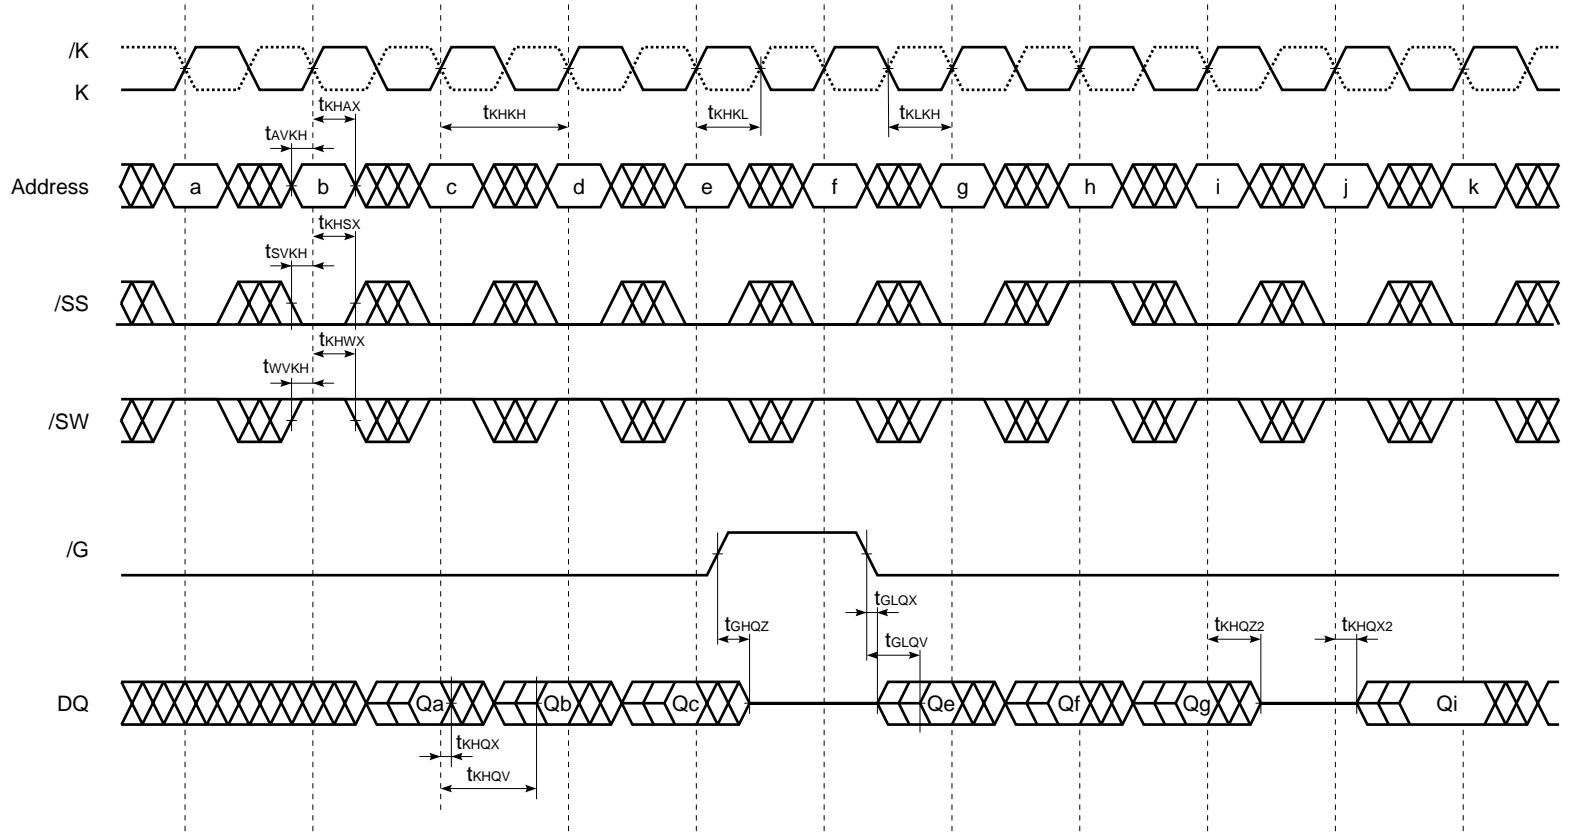 /K
K
tKHAX
tKHKH
tKHKL
tKLKH
tAVKH
Address
a
b
c
d
e
f
g
h
i
j
k
tKHSX
tSVKH
/SS
tKHWX
tWVKH
/SW
/G
tGLQX
tGHQZ
tGLQV
tKHQZ2
tKHQX2
DQ
Qa
Qb
Qc
Qe
Qf
Qg
Qi
tKHQX
tKHQV